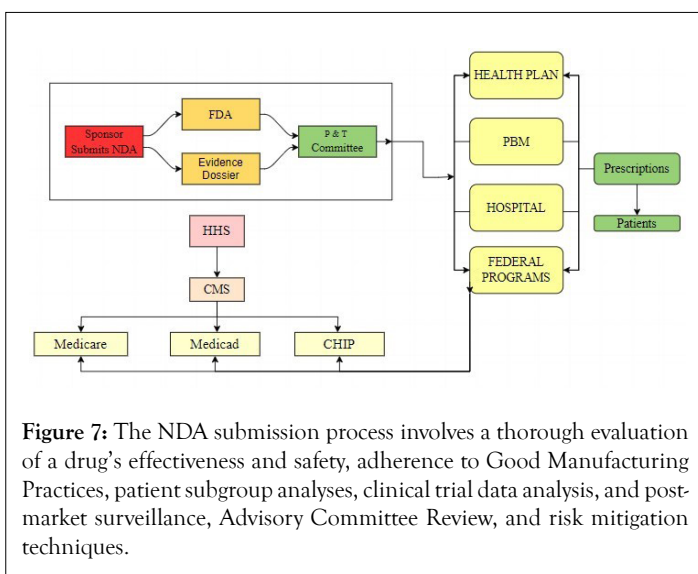 HEALTH PLAN
FDA
P & T
Committee
Sponsor
Submits NDA
PBM
Evidence
Dossier
Prescriptions
HOSPITAL
Patients
HHS
FEDERAL
PROGRAMS
CMS
Medicare
Medicad
CHIP
Figure 7: The NDA submission process involves a thorough evaluation
of a drug's effectiveness and safety, adherence to Good Manufacturing
Practices, patient subgroup analyses, clinical trial data analysis, and post-
market surveillance, Advisory Committee Review, and risk mitigation
techniques.